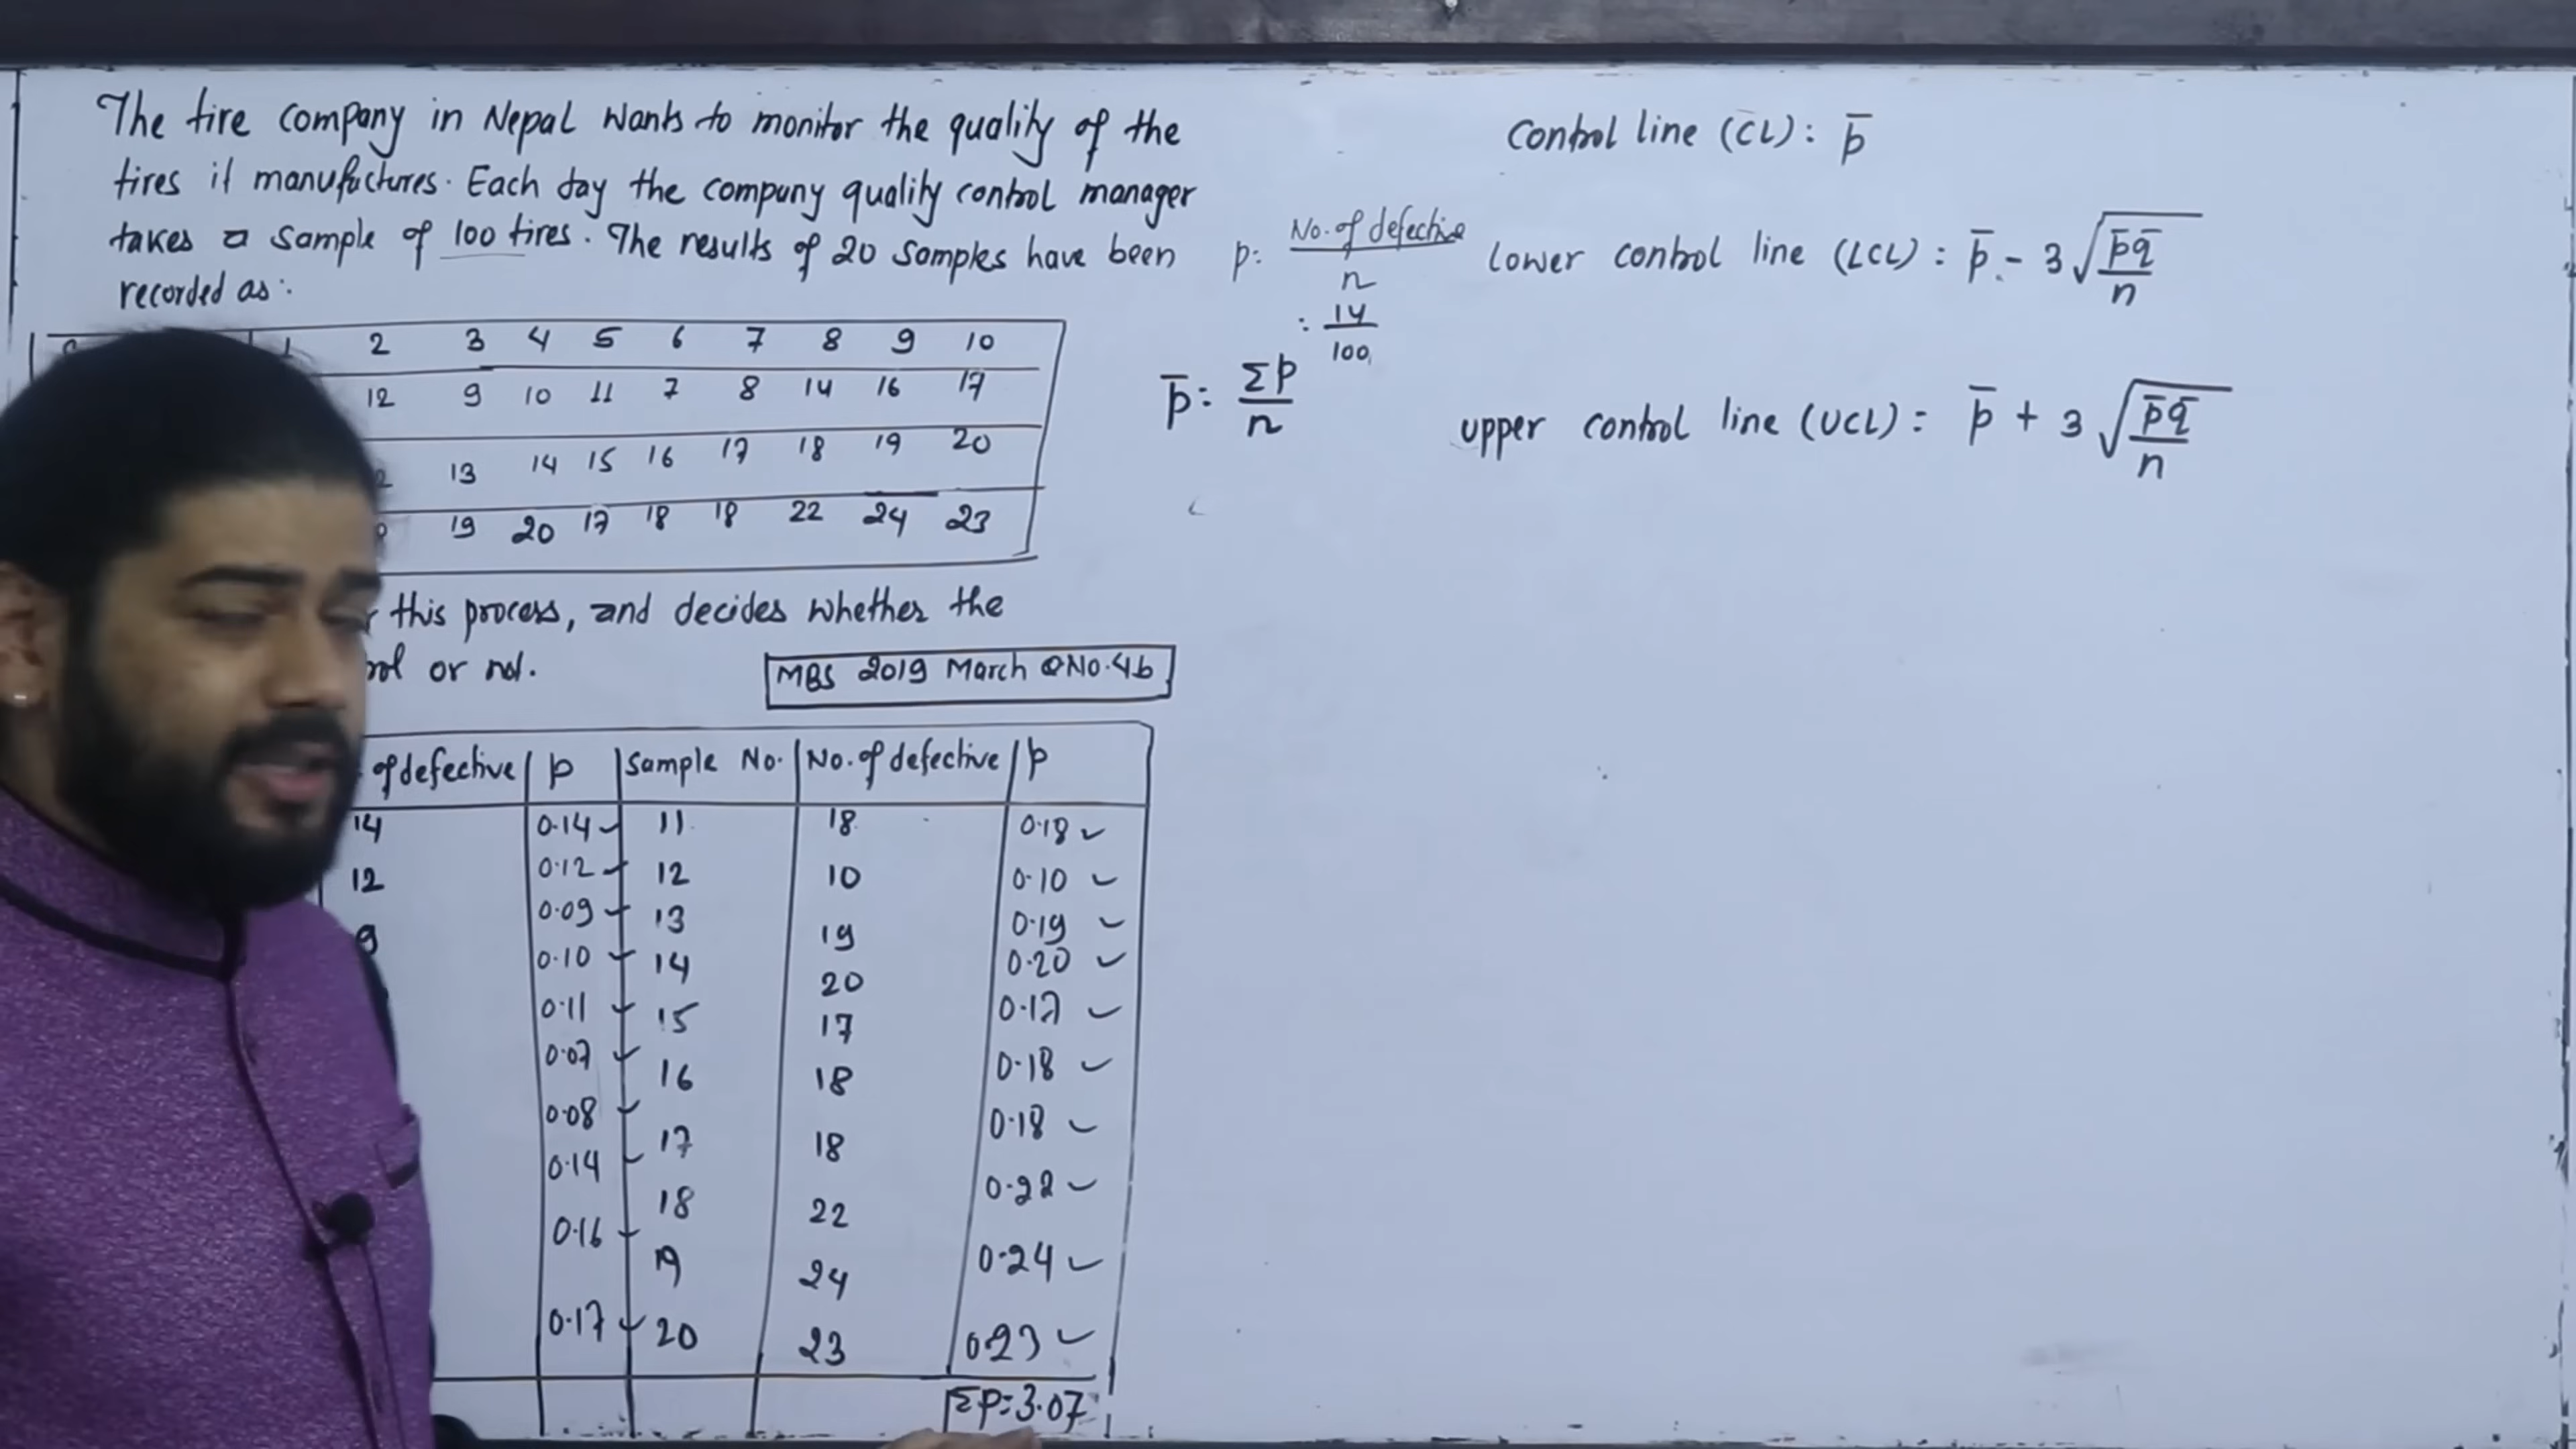 The tire company in Nepal wants to monitor the quality of the
tires it manufuctures. Each day the company quality control manager
takes a sample of 100 tires. The results of 20 samples have been
recorded as:
1 2 3 4 5 6 7 8 9 10
12 9 10 11 7 8 14 16 17
13 14 15 16 17 18 19 20
19 20 17 18 18 22 24 23
this process, and decides whether the
or not.
MBS 2019 March QNo.4b
of defective p Sample No. No. of defective p
14 0.14 11 18 0.18
12 0.12 12 10 0.10
9 0.09 13 19 0.19
0.10 14 20 0.20
0.11 15 17 0.17
0.07 16 18 0.18
0.08 17 18 0.18
0.14 18 22 0.22
0.16 19 24 0.24
0.17 20 23 0.23
Σp=3.07
p: No. of defective / n
: 14 / 100
p̄: Σp / n
Control line (CL): p̄
Lower control line (LCL): p̄ - 3 √(p̄q̄ / n)
upper control line (UCL): p̄ + 3 √(p̄q̄ / n)